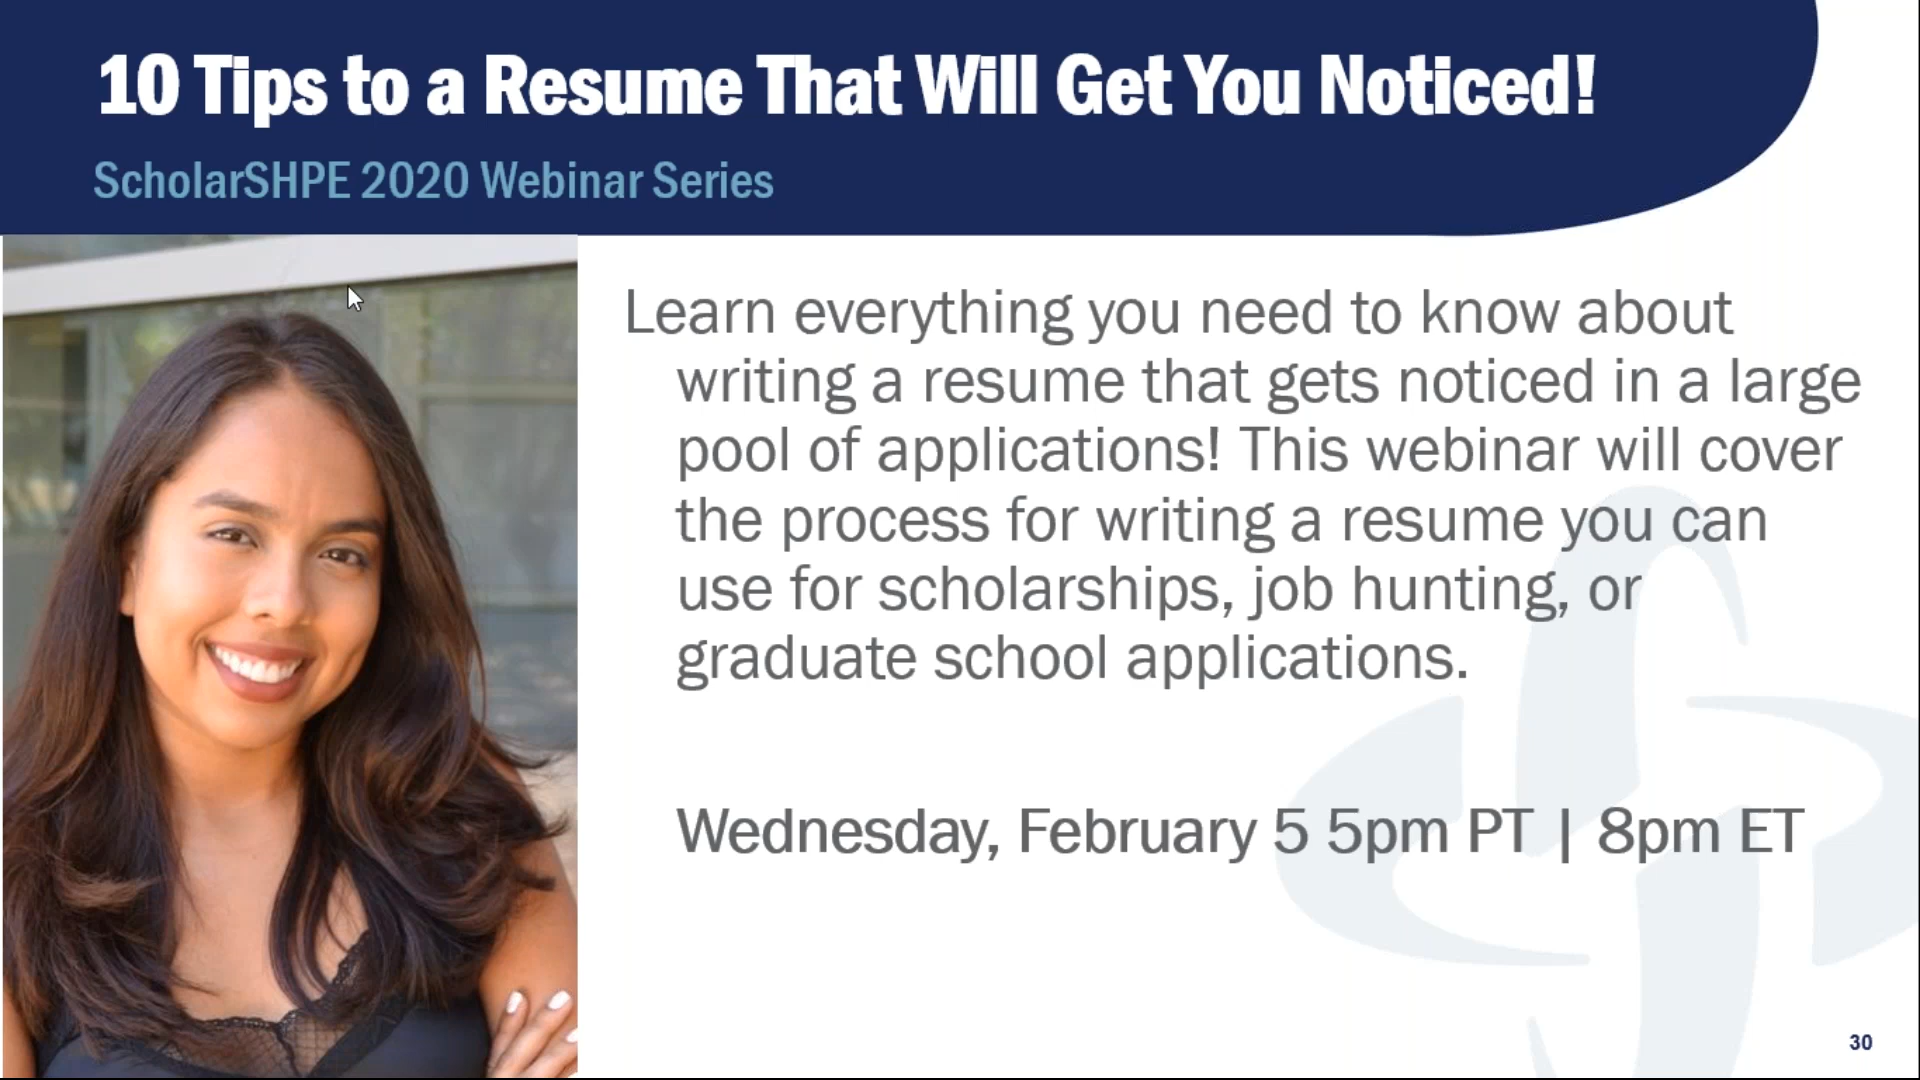 10 Tips to a Resume That Will Get You Noticed!
ScholarSHPE 2020 Webinar Series
Learn everything you need to know about
writing a resume that gets noticed in a large
pool of applications! This webinar will cover
the process for writing a resume you can
use for scholarships, job hunting, or
graduate school applications.
Wednesday, February 5 5pm PT | 8pm ET
30